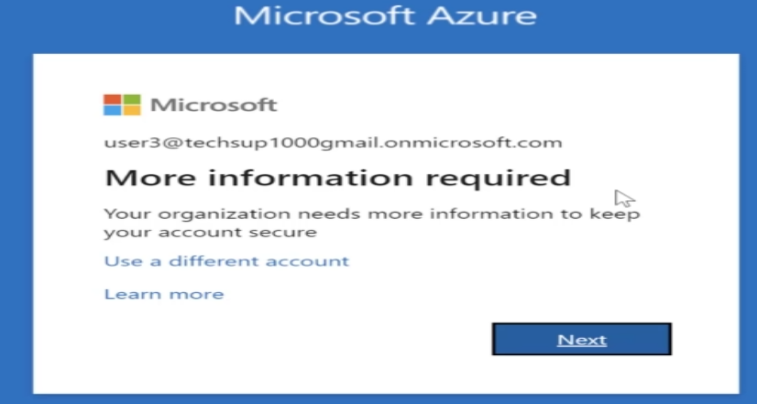 Microsoft Azure
Microsoft
user3@techsup1000gmail.onmicrosoft.com
More information required
Your organization needs more information to keep
your account secure
Use a different account
Learn more
Next